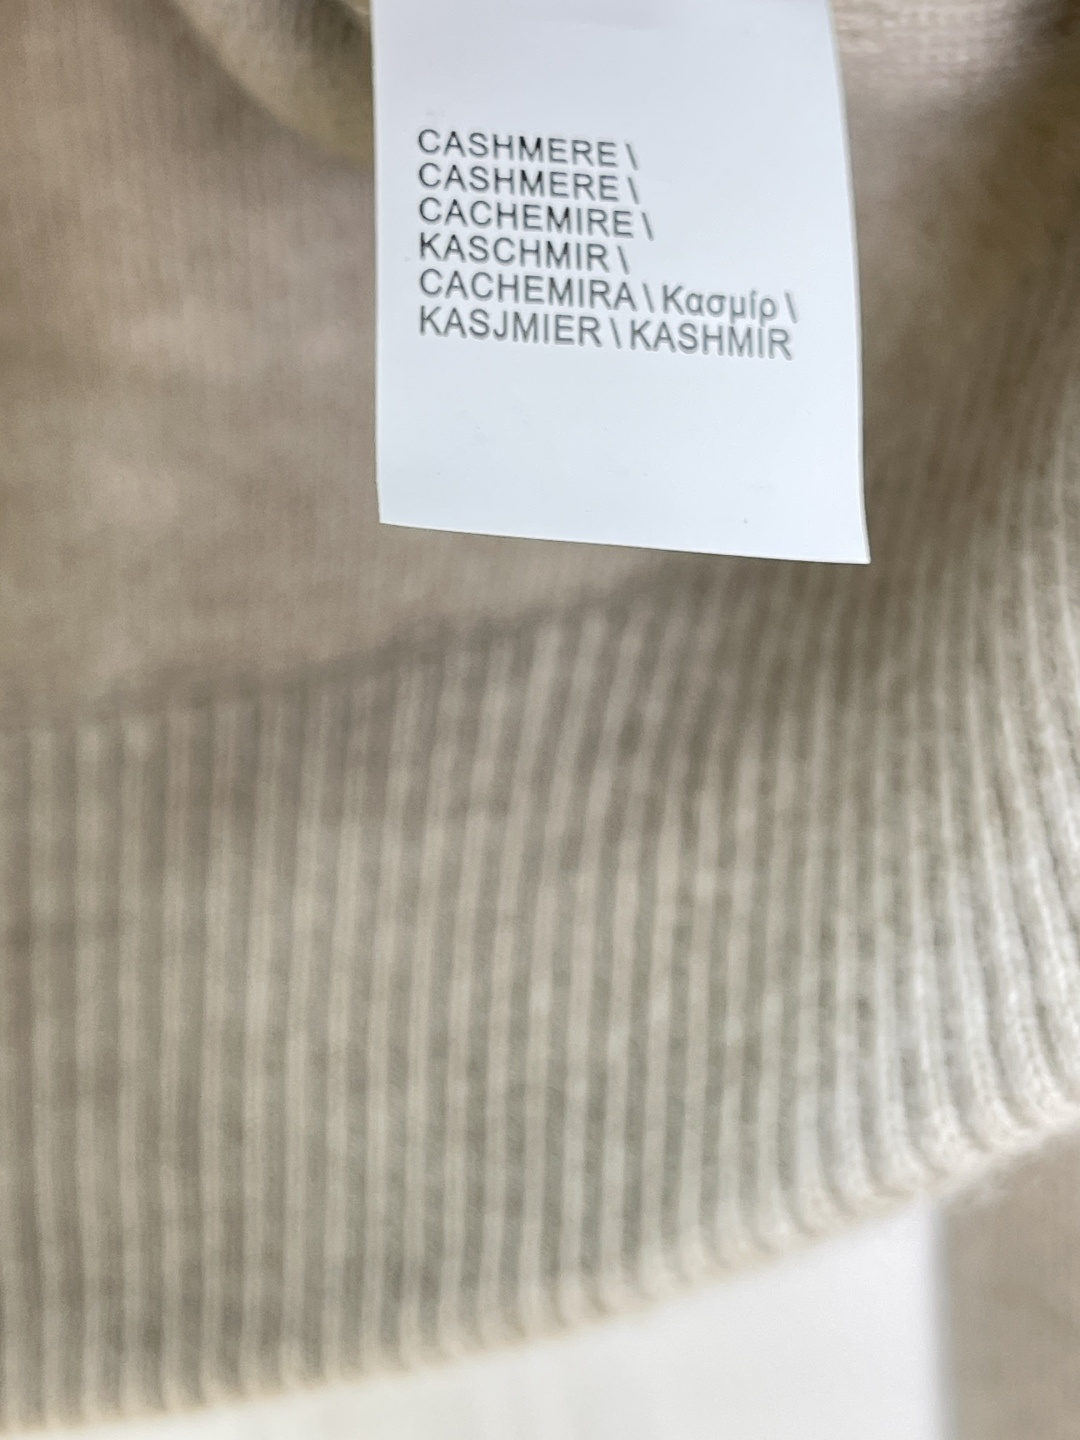 CASHMERE \
CASHMERE \
CACHEMIRE \
KASCHMIR \
CACHEMIRA \ Κασμίρ \
KASJMIER \ KASHMIR